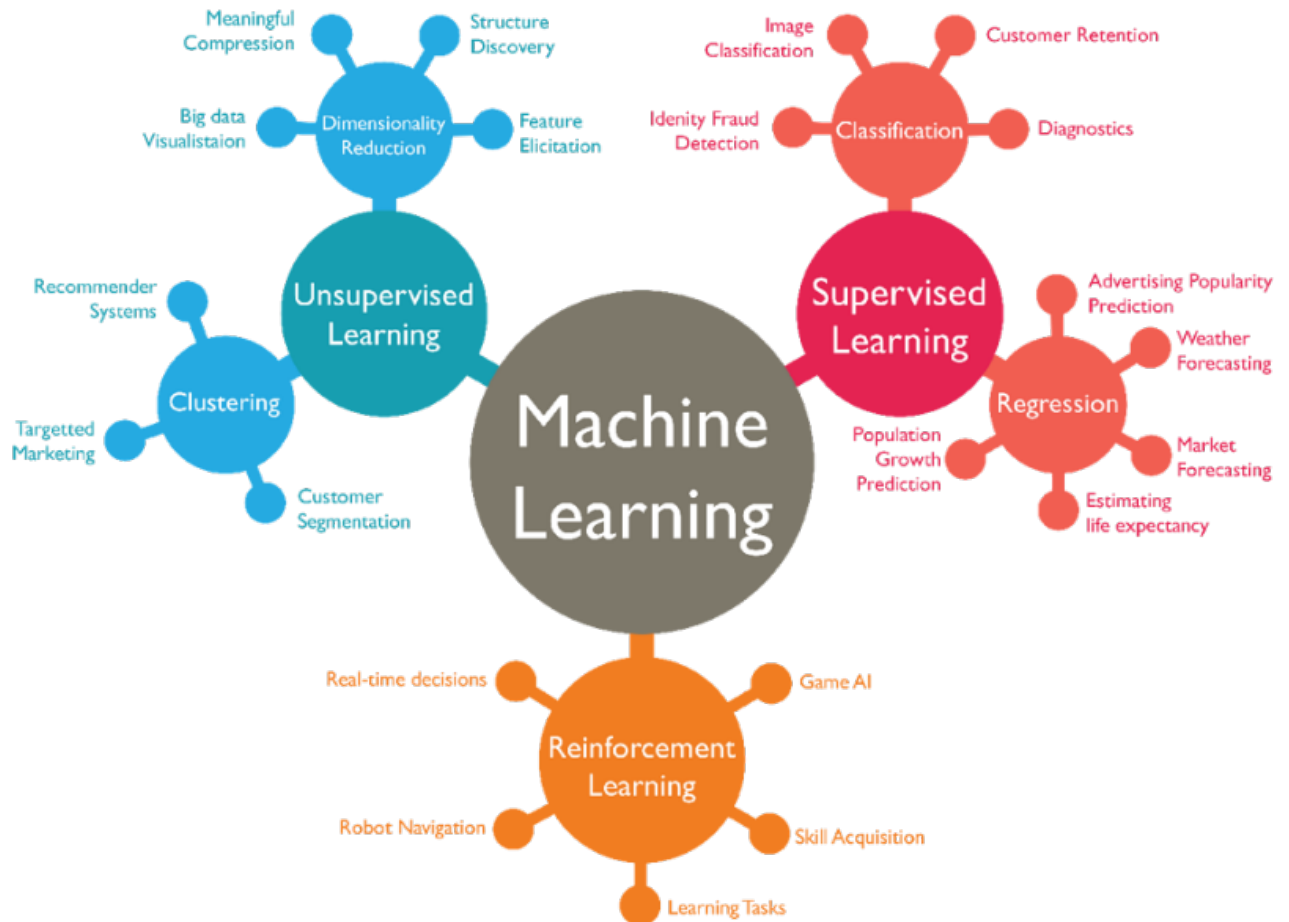 Meaningful
Compression
Structure
Discovery
Big data
Visualistaion
Dimensionality
Reduction
Feature
Elicitation
Image
Classification
Customer Retention
Idenity Fraud
Detection
Classification
Diagnostics
Recommender
Systems
Unsupervised
Learning
Clustering
Targetted
Marketing
Customer
Segmentation
Machine
Learning
Supervised
Learning
Advertising Popularity
Prediction
Weather
Forecasting
Regression
Population
Growth
Prediction
Market
Forecasting
Estimating
life expectancy
Real-time decisions
Game AI
Reinforcement
Learning
Robot Navigation
Skill Acquisition
Learning Tasks